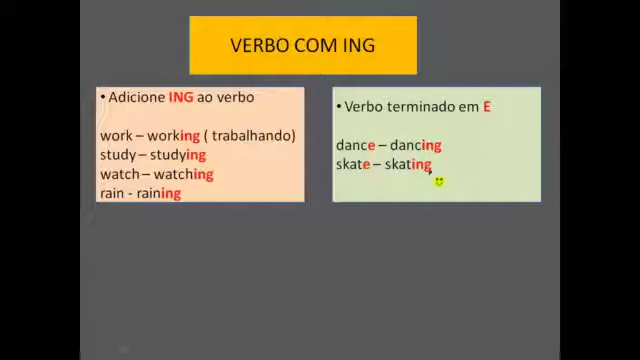 VERBO COM ING
• Adicione ING ao verbo
work – working ( trabalhando)
study – studying
watch – watching
rain - raining
• Verbo terminado em E
dance – dancing
skate – skating